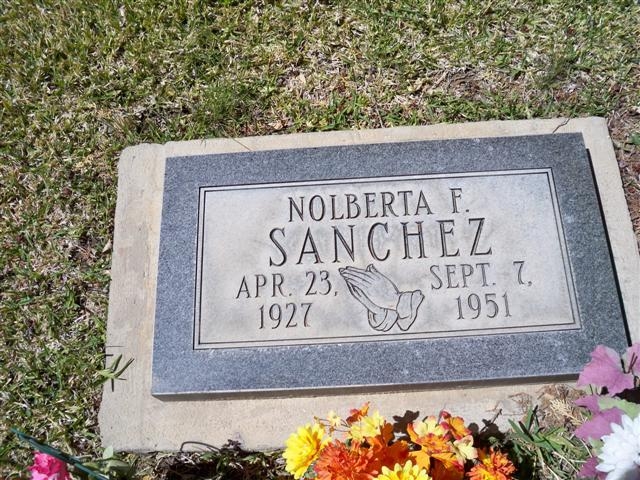 NOLBERTA F.
SANCHEZ
APR. 23, SEPT. 7,
1927 1951